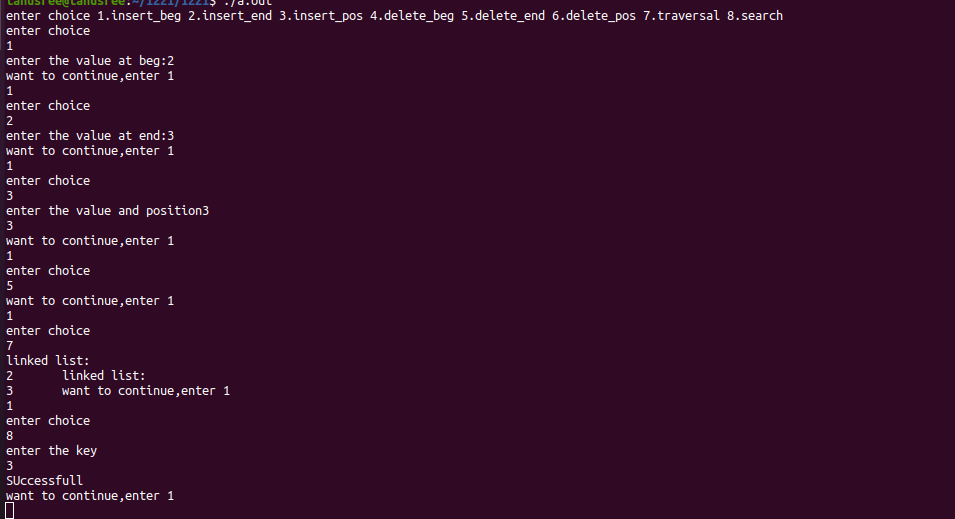 tanusree@tanusree:~/1221/1221$ ./a.out
enter choice 1.insert_beg 2.insert_end 3.insert_pos 4.delete_beg 5.delete_end 6.delete_pos 7.traversal 8.search
enter choice
1
enter the value at beg:2
want to continue,enter 1
1
enter choice
2
enter the value at end:3
want to continue,enter 1
1
enter choice
3
enter the value and position3
3
want to continue,enter 1
1
enter choice
5
want to continue,enter 1
1
enter choice
7
linked list:
2 linked list:
3 want to continue,enter 1
1
enter choice
8
enter the key
3
SUccessfull
want to continue,enter 1